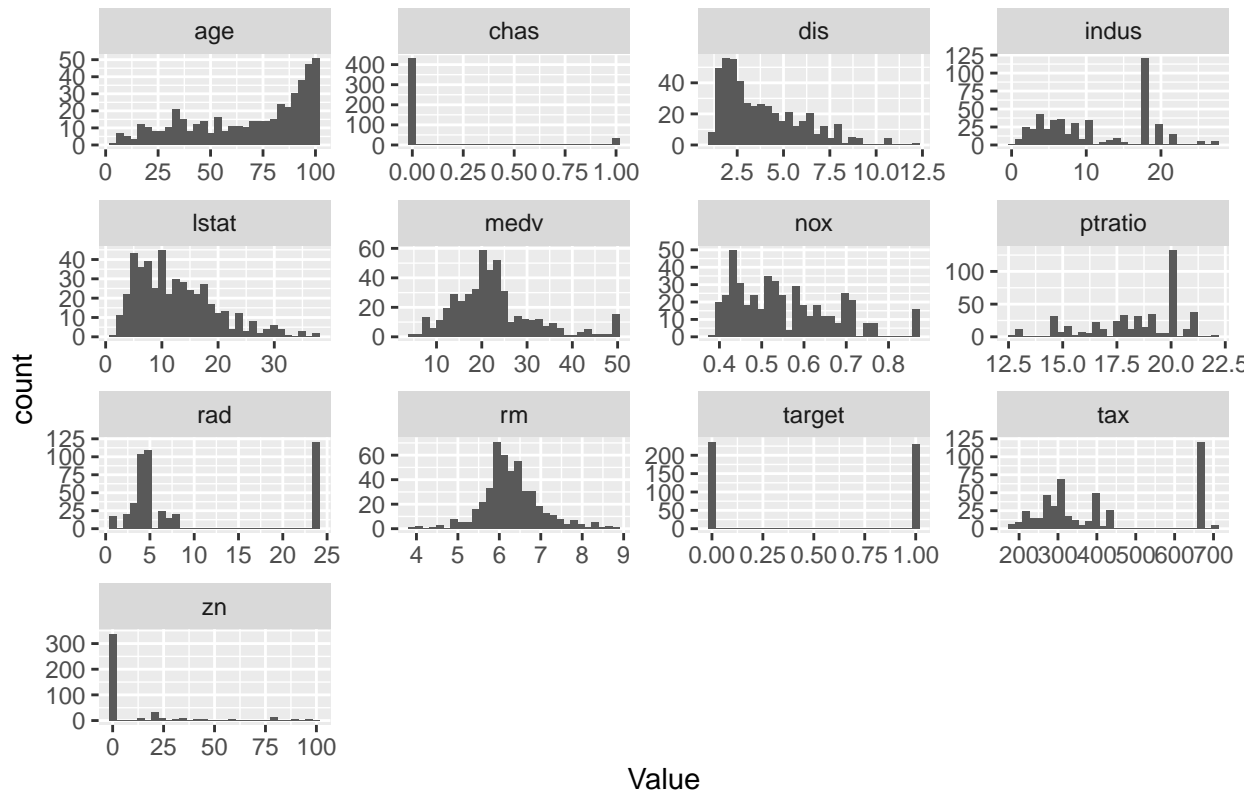 age chas dis indus
50 40 30 20 10 0
400 300 200 100 0
40 20 0
125 100 75 50 25 0
0 25 50 75 100
0.00 0.25 0.50 0.75 1.00
2.5 5.0 7.5 10.0 12.5
0 10 20
lstat medv nox ptratio
40 30 20 10 0
60 40 20 0
50 40 30 20 10 0
100 50 0
0 10 20 30
10 20 30 40 50
0.4 0.5 0.6 0.7 0.8
12.5 15.0 17.5 20.0 22.5
count
rad rm target tax
125 100 75 50 25 0
60 40 20 0
200 150 100 50 0
125 100 75 50 25 0
0 5 10 15 20 25
4 5 6 7 8 9
0.00 0.25 0.50 0.75 1.00
200 300 400 500 600 700
zn
300 200 100 0
0 25 50 75 100
Value